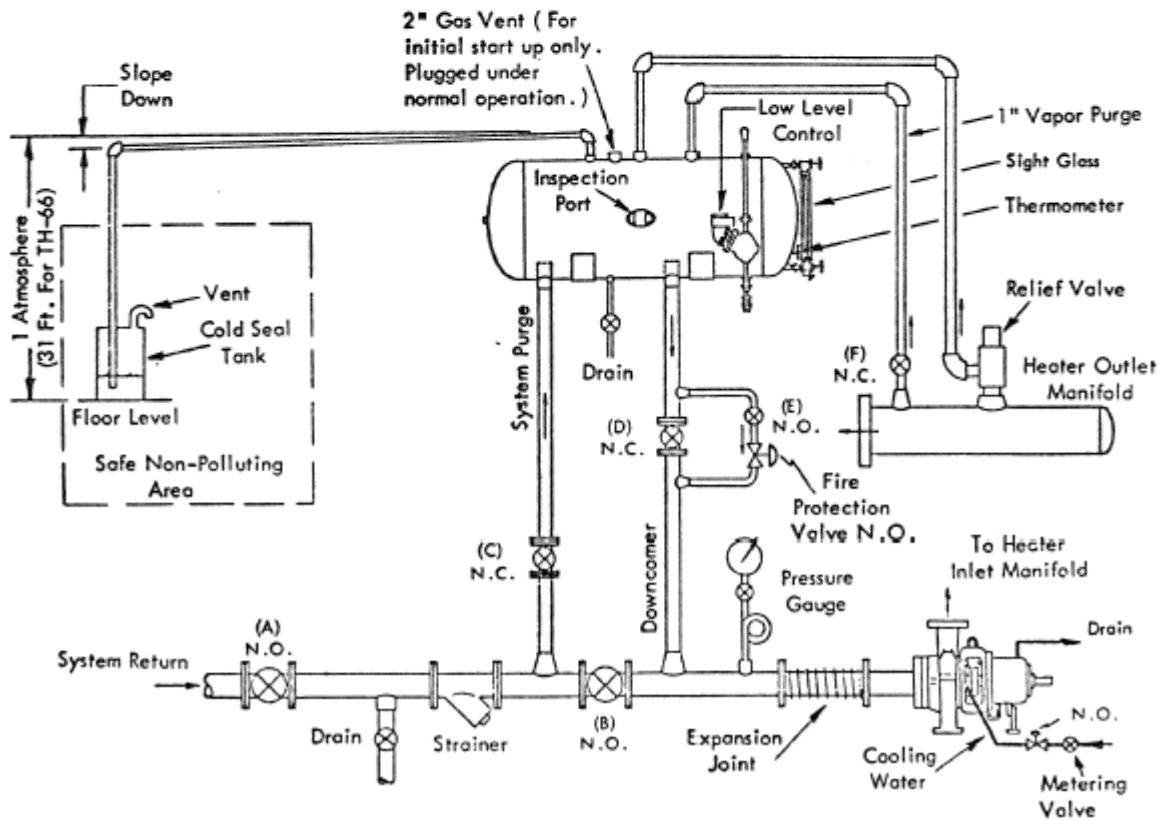 2" Gas Vent ( For
initial start up only.
Plugged under
normal operation.)
Slope
Down
Low Level
Control
1" Vapor Purge
Sight Glass
Inspection
Port
Thermometer
1 Atmosphere
(31 Ft. For TH-66)
Vent
Cold Seal
Tank
Floor Level
Safe Non-Polluting
Area
System Purge
Drain
Relief Valve
(F)
N.C.
Heater Outlet
Manifold
(D)
N.C.
(E)
N.O.
Fire
Protection
Valve N.O.
(C)
N.C.
Downcomer
Pressure
Gauge
To Heater
Inlet Manifold
Drain
(A)
N.O.
System Return
Drain
Strainer
(B)
N.O.
Expansion
Joint
Cooling
Water
N.O.
Metering
Valve